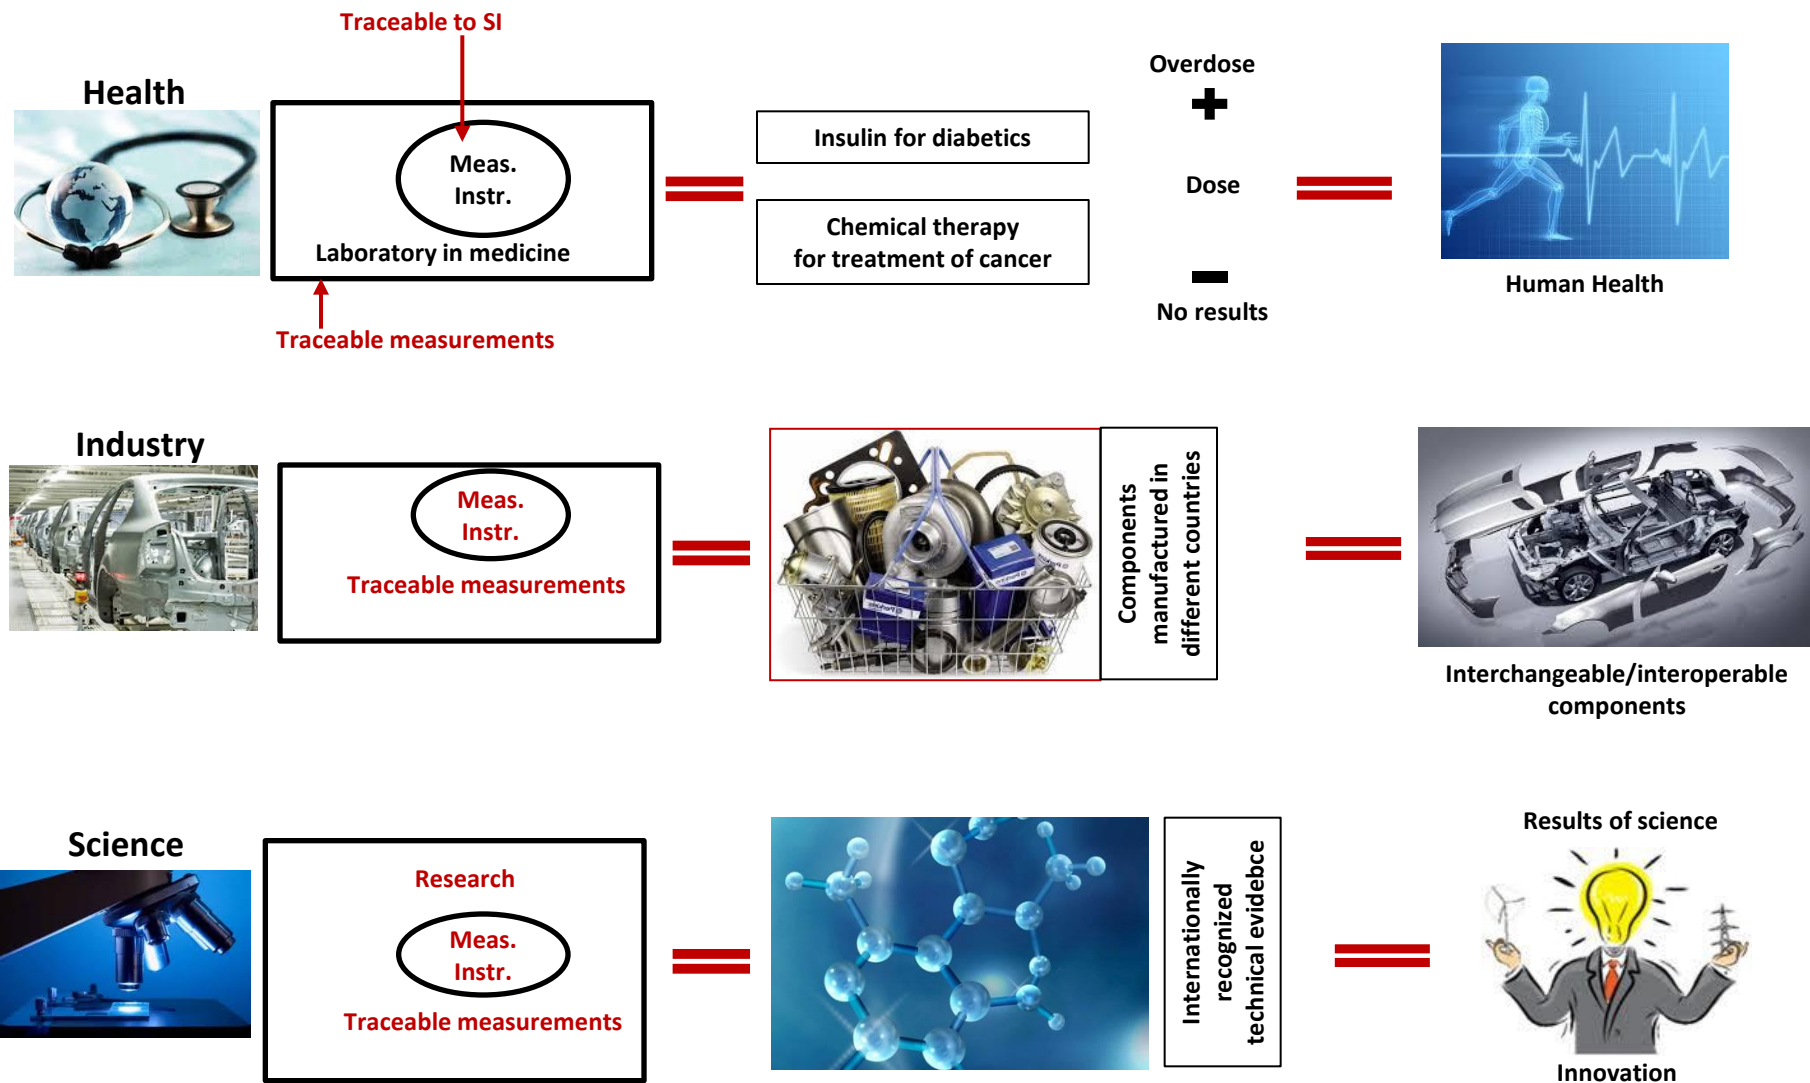 Traceable to SI
Health
Meas.
Instr.
Laboratory in medicine
Traceable measurements
Insulin for diabetics
Chemical therapy
for treatment of cancer
Overdose
+
Dose
-
No results
Human Health
Industry
Meas.
Instr.
Traceable measurements
Components
manufactured in
different countries
Interchangeable/interoperable
components
Science
Research
Meas.
Instr.
Traceable measurements
Internationally
recognized
technical evidebce
Results of science
Innovation